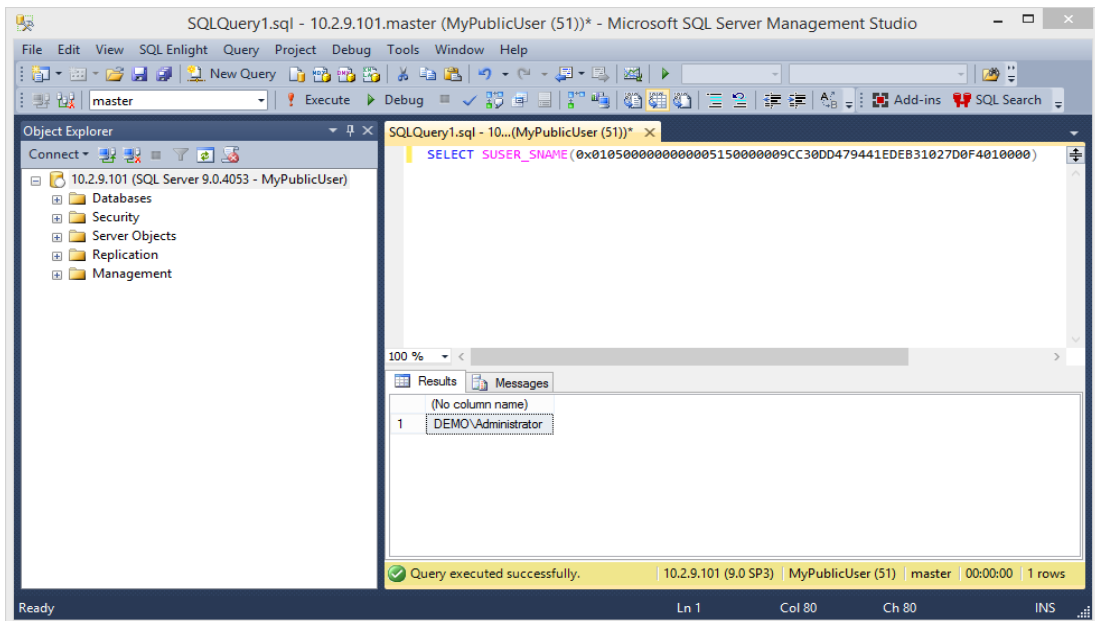 SQLQuery1.sql - 10.2.9.101.master (MyPublicUser (51))* - Microsoft SQL Server Management Studio
File Edit View SQL Enlight Query Project Debug Tools Window Help
New Query
master Execute Debug Add-ins SQL Search
Object Explorer
Connect
10.2.9.101 (SQL Server 9.0.4053 - MyPublicUser)
Databases
Security
Server Objects
Replication
Management
SQLQuery1.sql - 10...(MyPublicUser (51))*
SELECT SUSER_SNAME(0x0105000000000005150000009CC30DD479441EDEB31027D0F4010000)
100 %
Results Messages
(No column name)
1 DEMO\Administrator
Query executed successfully. 10.2.9.101 (9.0 SP3) MyPublicUser (51) master 00:00:00 1 rows
Ready Ln 1 Col 80 Ch 80 INS